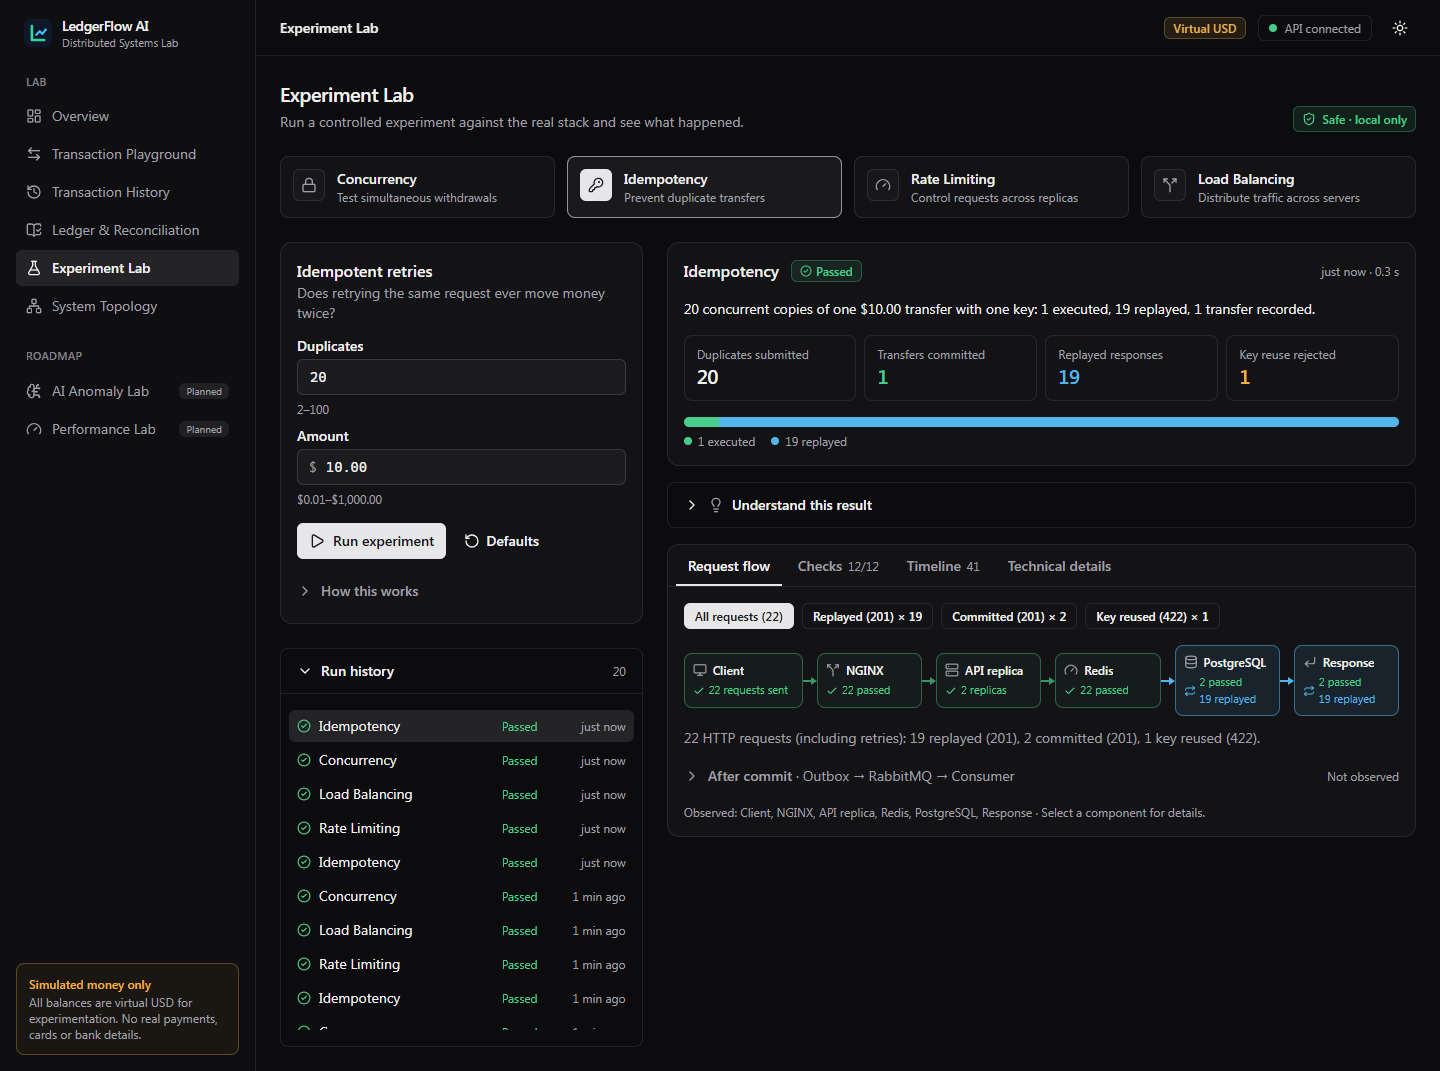 LedgerFlow AI
Distributed Systems Lab
LAB
Overview
Transaction Playground
Transaction History
Ledger & Reconciliation
Experiment Lab
System Topology
ROADMAP
AI Anomaly Lab Planned
Performance Lab Planned
Simulated money only
All balances are virtual USD for
experimentation. No real payments,
cards or bank details.
Experiment Lab
Virtual USD
API connected
Experiment Lab
Run a controlled experiment against the real stack and see what happened.
Safe · local only
Concurrency
Test simultaneous withdrawals
Idempotency
Prevent duplicate transfers
Rate Limiting
Control requests across replicas
Load Balancing
Distribute traffic across servers
Idempotent retries
Does retrying the same request ever move money
twice?
Duplicates
20
2–100
Amount
$ 10.00
$0.01–$1,000.00
Run experiment
Defaults
How this works
Run history 20
Idempotency Passed just now
Concurrency Passed just now
Load Balancing Passed just now
Rate Limiting Passed just now
Idempotency Passed just now
Concurrency Passed 1 min ago
Load Balancing Passed 1 min ago
Rate Limiting Passed 1 min ago
Idempotency Passed 1 min ago
Idempotency Passed just now · 0.3 s
20 concurrent copies of one $10.00 transfer with one key: 1 executed, 19 replayed, 1 transfer recorded.
Duplicates submitted
20
Transfers committed
1
Replayed responses
19
Key reuse rejected
1
1 executed 19 replayed
Understand this result
Request flow Checks 12/12 Timeline 41 Technical details
All requests (22) Replayed (201) × 19 Committed (201) × 2 Key reused (422) × 1
Client
22 requests sent
NGINX
22 passed
API replica
2 replicas
Redis
22 passed
PostgreSQL
2 passed
19 replayed
Response
2 passed
19 replayed
22 HTTP requests (including retries): 19 replayed (201), 2 committed (201), 1 key reused (422).
After commit · Outbox → RabbitMQ → Consumer Not observed
Observed: Client, NGINX, API replica, Redis, PostgreSQL, Response · Select a component for details.